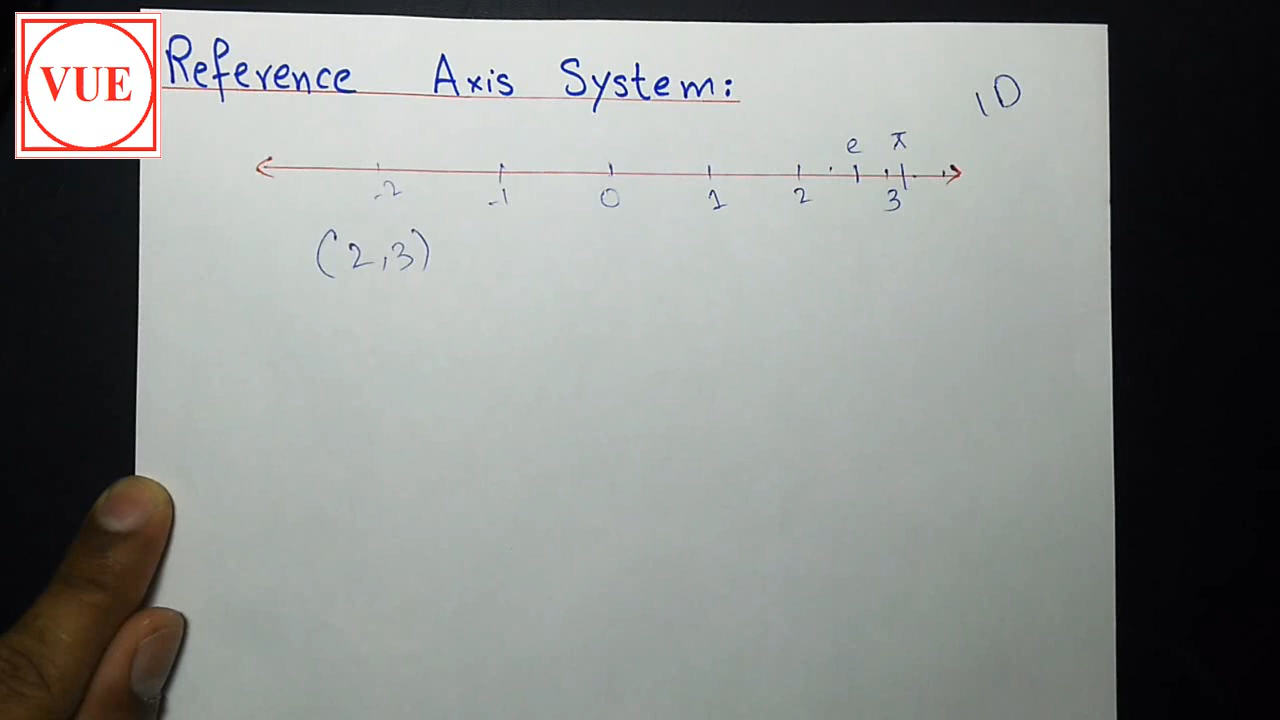 VUE
Reference Axis System:
1D
e π
-2 -1 0 1 2 3
(2,3)